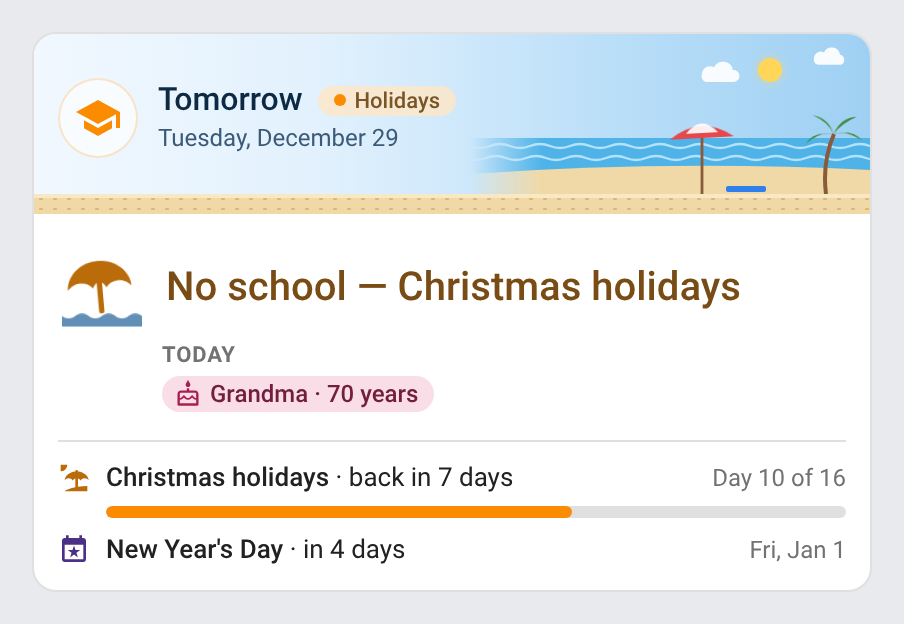 Tomorrow Holidays
Tuesday, December 29
No school — Christmas holidays
TODAY
Grandma · 70 years
Christmas holidays · back in 7 days Day 10 of 16
New Year's Day · in 4 days Fri, Jan 1